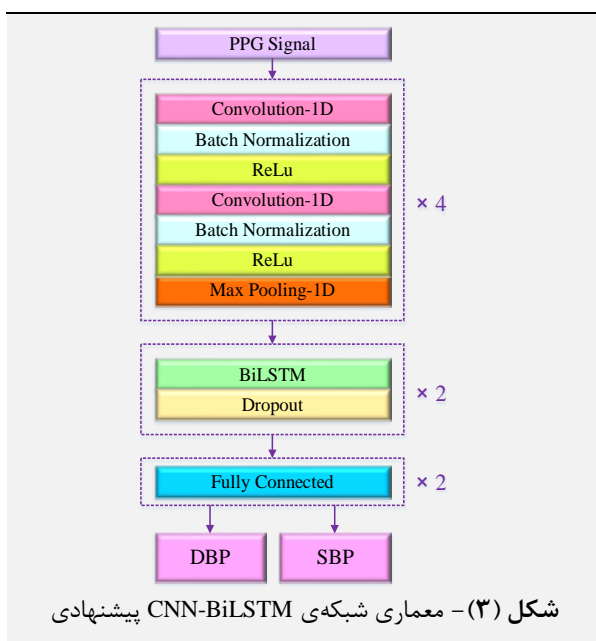 PPG Signal
Convolution-1D
Batch Normalization
ReLu
Convolution-1D
Batch Normalization
ReLu
Max Pooling-1D
× 4
BiLSTM
Dropout
× 2
Fully Connected
× 2
DBP
SBP
شکل (۳)- معماری شبکه‌ی CNN-BiLSTM پیشنهادی